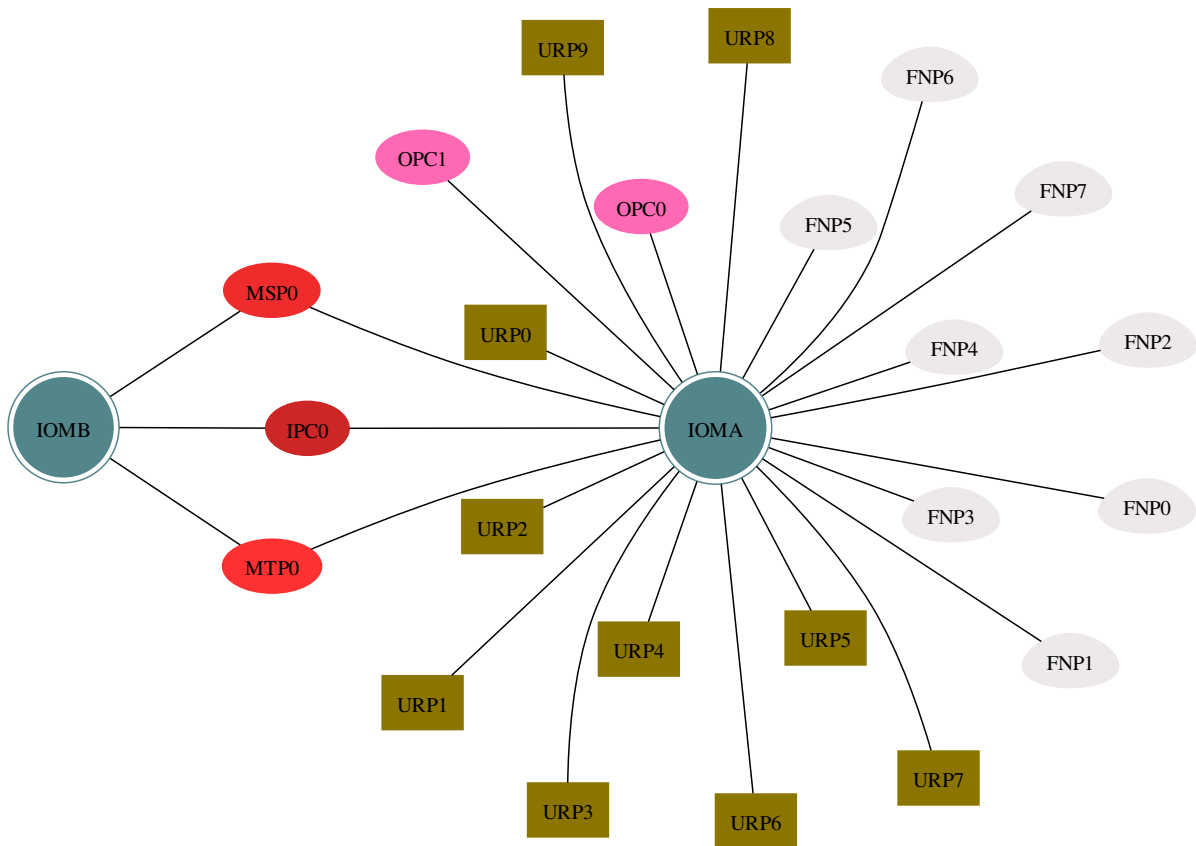 URP9
URP8
FNP6
OPC1
OPC0
FNP5
FNP7
MSP0
URP0
FNP4
FNP2
IOMB
IPC0
IOMA
URP2
FNP3
FNP0
MTP0
URP4
URP5
FNP1
URP1
URP7
URP3
URP6